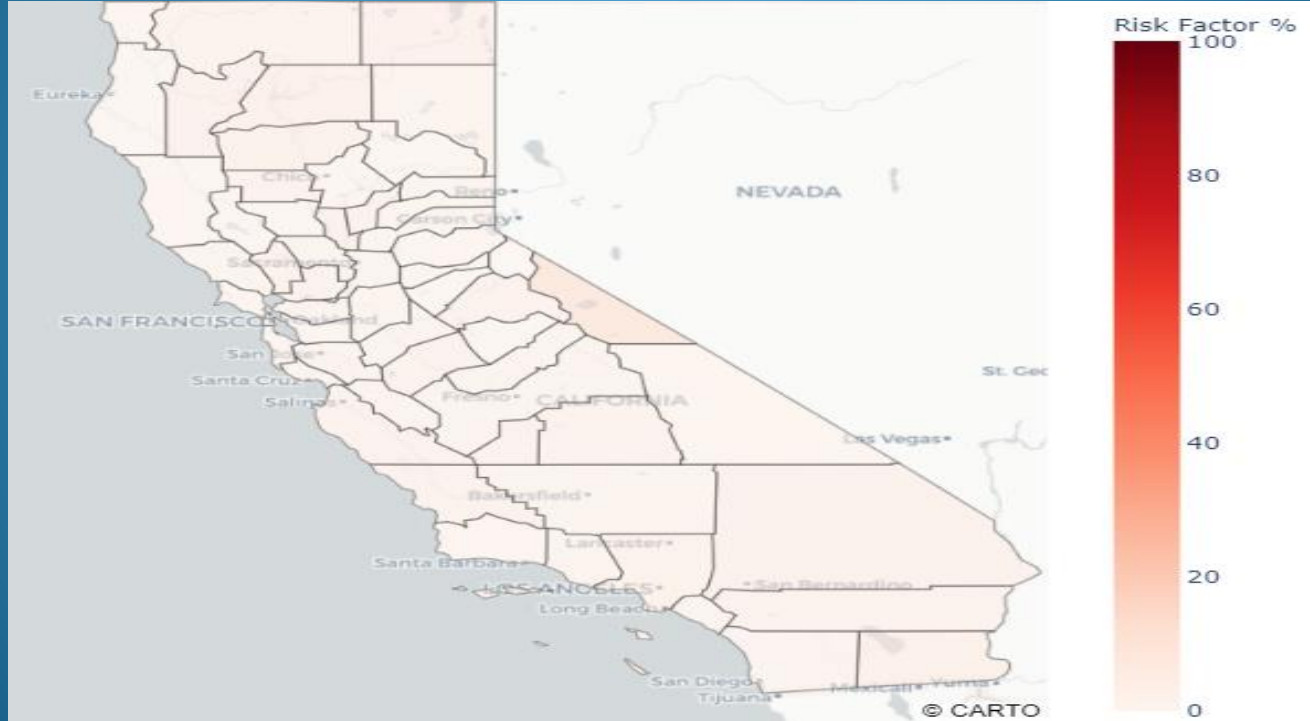 Risk Factor %
100
80
60
40
20
0
Eureka
Chico
Reno
NEVADA
Carson City
Sacramento
SAN FRANCISCO
Oakland
San Jose
Santa Cruz
Salinas
Fresno
CALIFORNIA
St. Geo
Las Vegas
Bakersfield
Lancaster
Santa Barbara
San Bernardino
LOS ANGELES
Long Beach
San Diego
Mexicali
Yuma
Tijuana
© CARTO